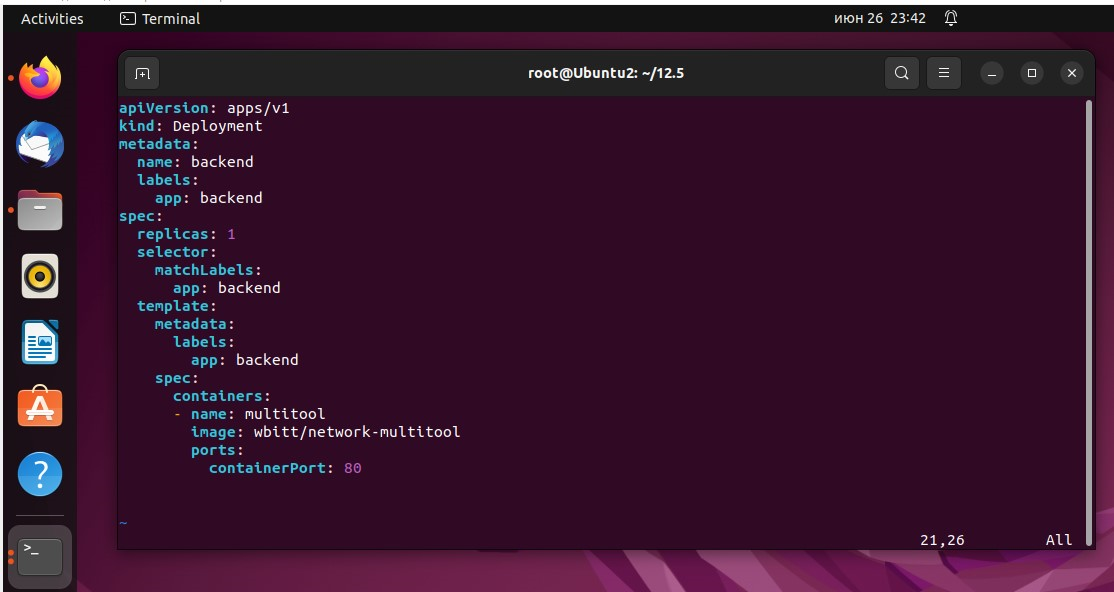 Activities
Terminal
июн 26 23:42
root@Ubuntu2: ~/12.5
apiVersion: apps/v1
kind: Deployment
metadata:
  name: backend
  labels:
    app: backend
spec:
  replicas: 1
  selector:
    matchLabels:
      app: backend
  template:
    metadata:
      labels:
        app: backend
    spec:
      containers:
      - name: multitool
        image: wbitt/network-multitool
        ports:
          containerPort: 80
~
21,26
All